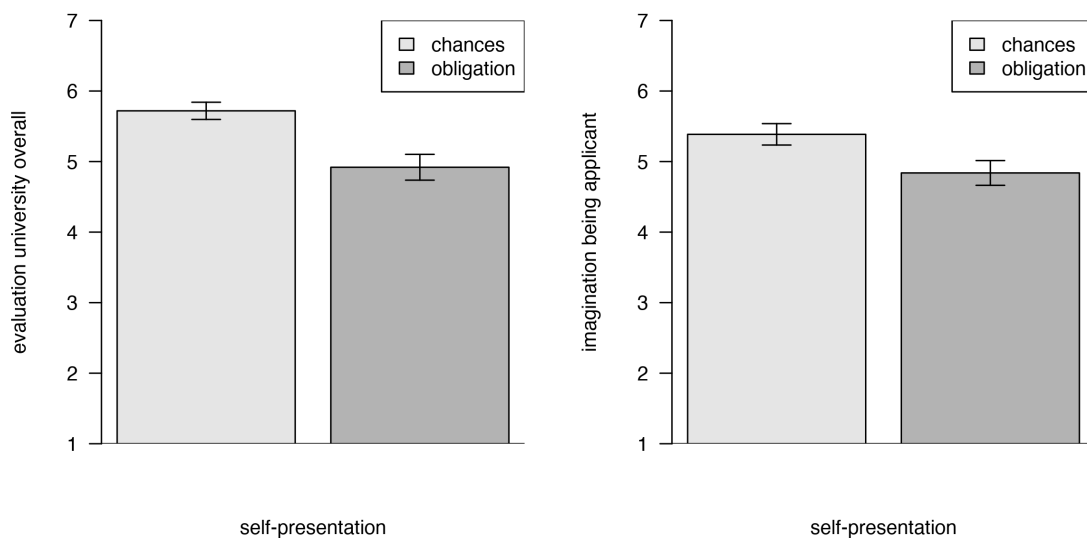 evaluation university overall
7
6
5
4
3
2
1
chances
obligation
self-presentation
imagination being applicant
7
6
5
4
3
2
1
chances
obligation
self-presentation